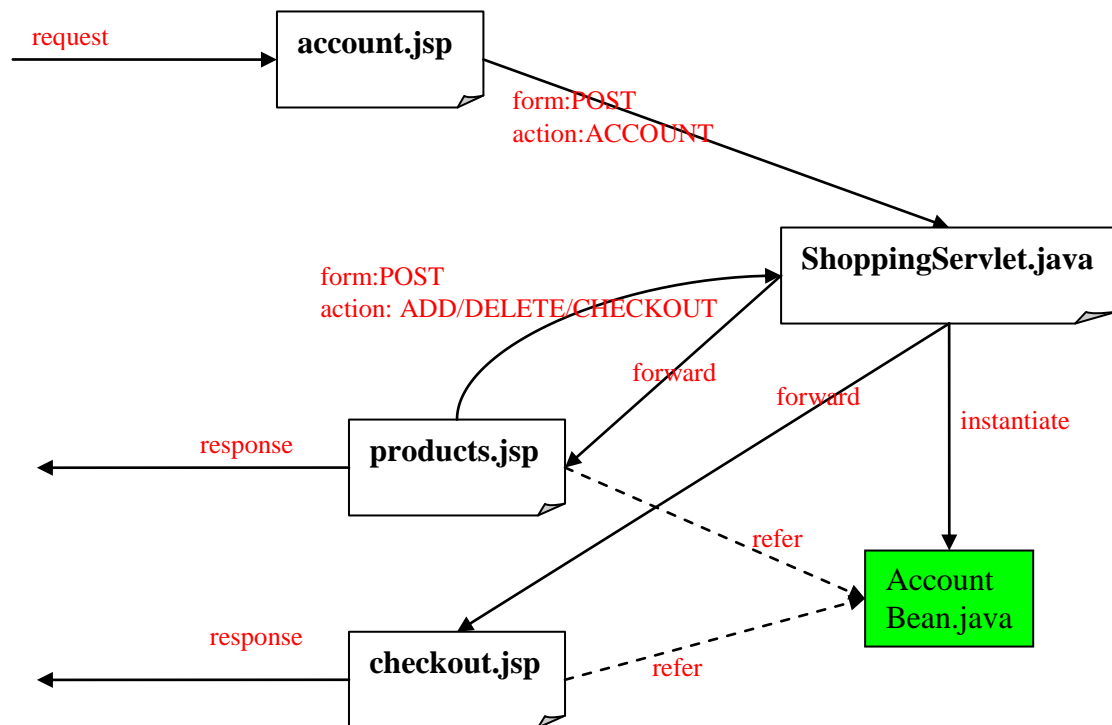 request
account.jsp
form:POST
action:ACCOUNT
ShoppingServlet.java
form:POST
action: ADD/DELETE/CHECKOUT
forward
forward
instantiate
response
products.jsp
refer
Account
Bean.java
response
checkout.jsp
refer